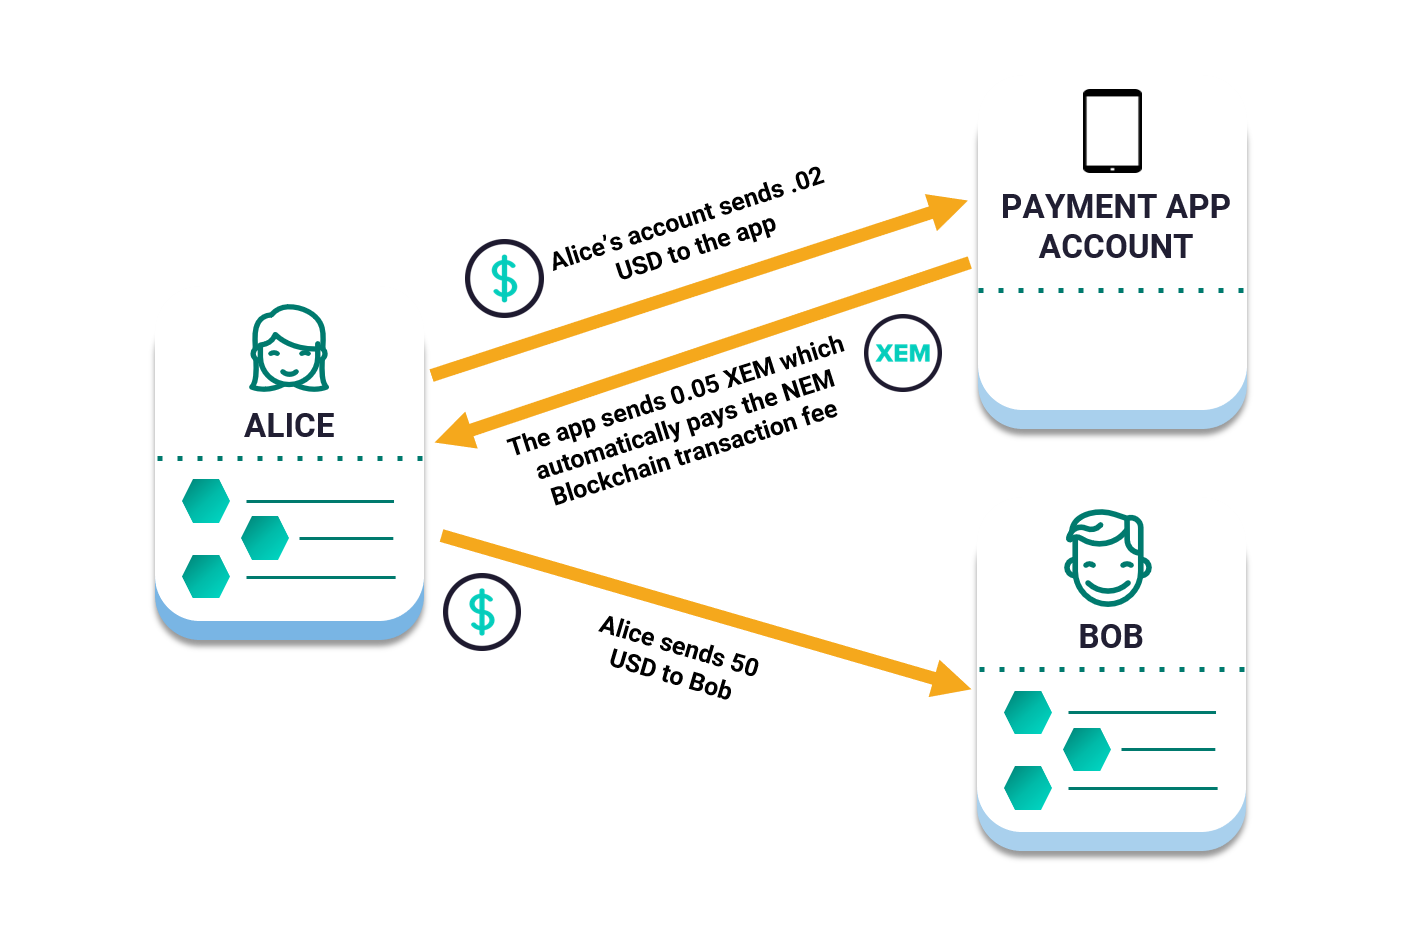 PAYMENT APP
ACCOUNT
$
Alice's account sends .02
USD to the app
XEM
The app sends 0.05 XEM which
automatically pays the NEM
Blockchain transaction fee
ALICE
$
Alice sends 50
USD to Bob
BOB